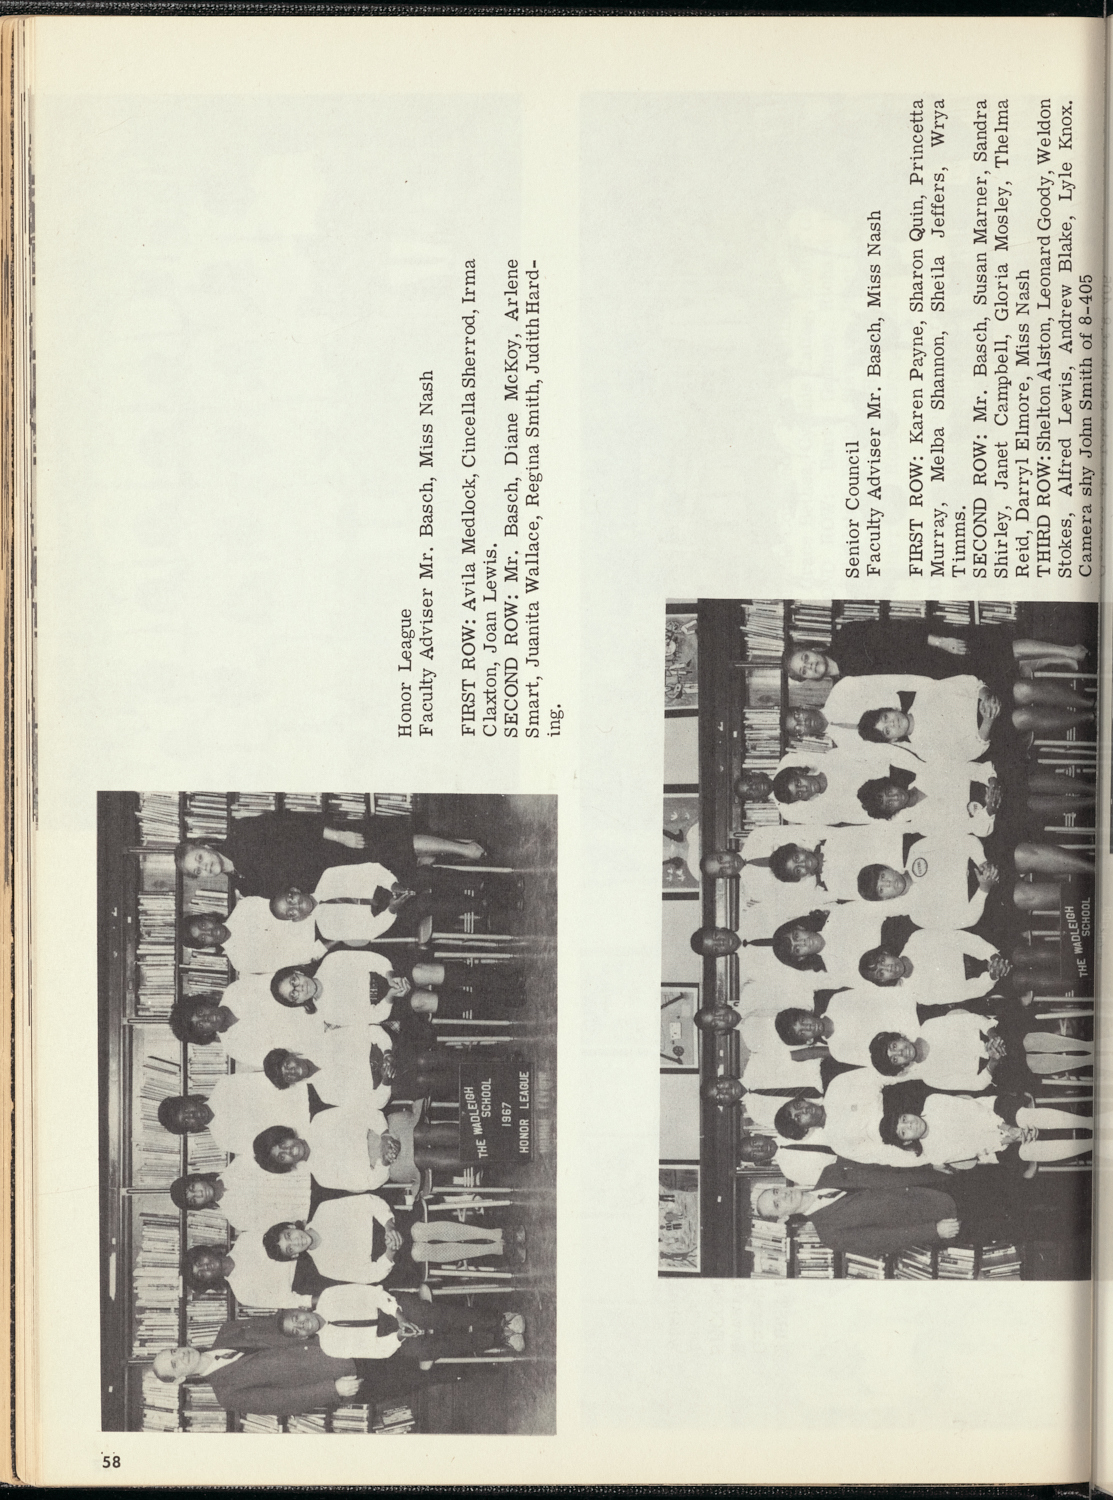 Honor League
Faculty Adviser Mr. Basch, Miss Nash
FIRST ROW: Avila Medlock, Cincella Sherrod, Irma
Claxton, Joan Lewis.
SECOND ROW: Mr. Basch, Diane McKoy, Arlene
Smart, Juanita Wallace, Regina Smith, Judith Hard-
ing.
THE WADLEIGH
SCHOOL
1967
HONOR LEAGUE
Senior Council
Faculty Adviser Mr. Basch, Miss Nash
FIRST ROW: Karen Payne, Sharon Quin, Princetta
Murray, Melba Shannon, Sheila Jeffers, Wrya
Timms.
SECOND ROW: Mr. Basch, Susan Marner, Sandra
Shirley, Janet Campbell, Gloria Mosley, Thelma
Reid, Darryl Elmore, Miss Nash
THIRD ROW: Shelton Alston, Leonard Goody, Weldon
Stokes, Alfred Lewis, Andrew Blake, Lyle Knox.
Camera shy John Smith of 8-405
THE WADLEIGH
SCHOOL
58